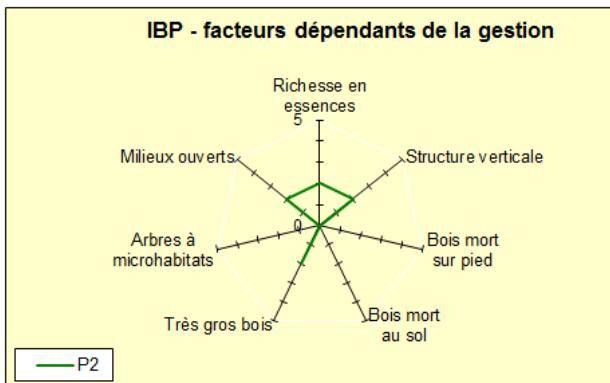 IBP - facteurs dépendants de la gestion
Richesse en
essences
5
Milieux ouverts
Structure verticale
0
Arbres à
microhabitats
Bois mort
sur pied
Très gros bois
Bois mort
au sol
P2